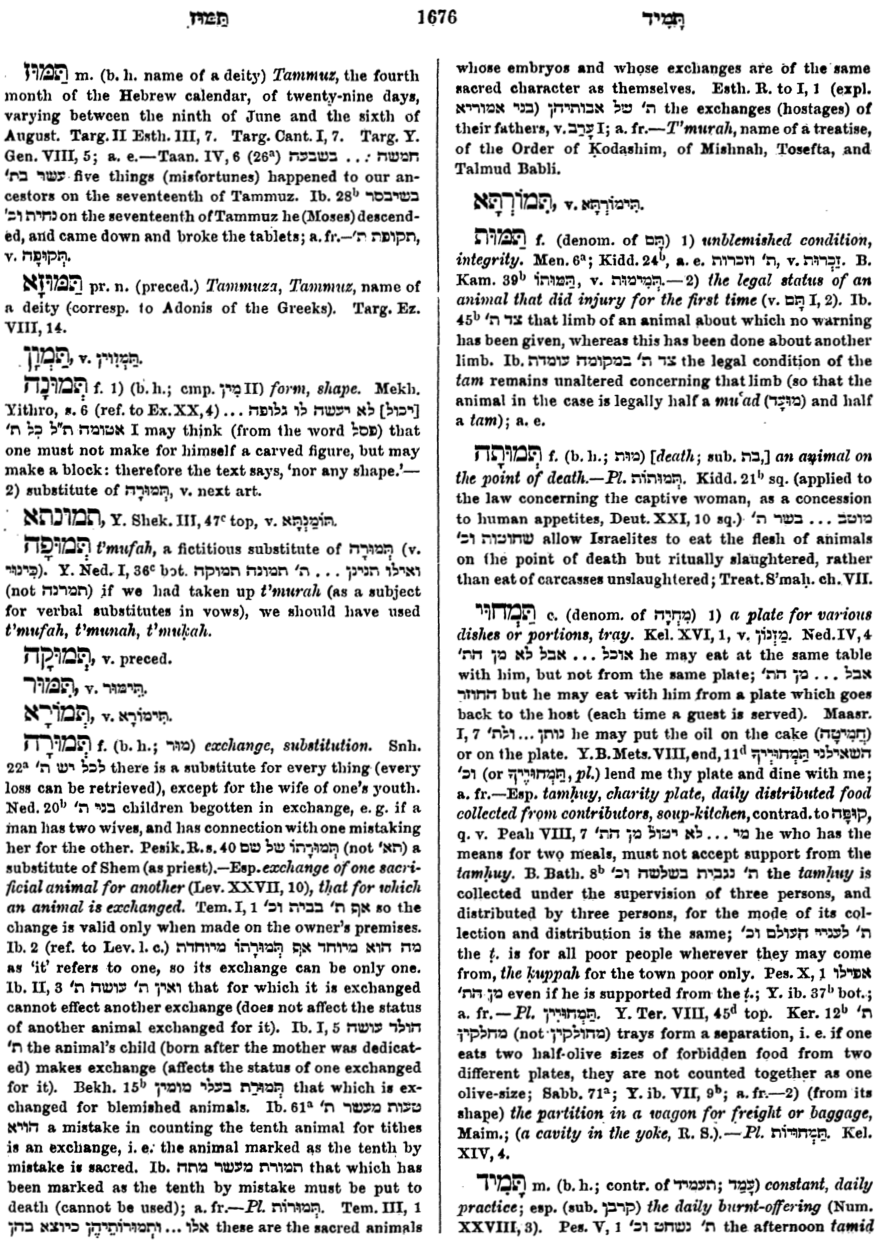 תַּמּוּז
1676
תָּמִיד
תַּמּוּז m. (b. h. name of a deity) Tammuz, the fourth
month of the Hebrew calendar, of twenty-nine days,
varying between the ninth of June and the sixth of
August. Targ. II Esth. III, 7. Targ. Cant. I, 7. Targ. Y.
Gen. VIII, 5; a. e.—Taan. IV, 6 (26ᵃ) חמשה ... בשבעה
עשר בת' five things (misfortunes) happened to our an-
cestors on the seventeenth of Tammuz. Ib. 28ᵇ בשיבסר
נחית וכ' on the seventeenth of Tammuz he (Moses) descend-
ed, and came down and broke the tablets; a. fr.—תקופת ת',
v. תְּקוּפָה.
תַּמּוּזָא pr. n. (preced.) Tammuza, Tammuz, name of
a deity (corresp. to Adonis of the Greeks). Targ. Ez.
VIII, 14.
תַּמְוָן, v. תַּמְזְוִין.
תְּמוּנָה f. 1) (b. h.; cmp. מִין II) form, shape. Mekh.
Yithro, s. 6 (ref. to Ex. XX, 4) ... לא יעשה לו גלופה [יכול]
אטומה ת"ל כל ת' I may think (from the word פסל) that
one must not make for himself a carved figure, but may
make a block: therefore the text says, 'nor any shape.'—
2) substitute of תְּמוּרָה, v. next art.
תמונתא, Y. Shek. III, 47ᶜ top, v. תּוֹמַנְתָּא.
תְּמוּפָה t'mufah, a fictitious substitute of תְּמוּרָה (v.
כִּינּוּי). Y. Ned. I, 36ᶜ bot. ואילו תנינן ... ת' תמונה תמוקה
(not תמרנה) if we had taken up t'murah (as a subject
for verbal substitutes in vows), we should have used
t'mufah, t'munah, t'muḳah.
תְּמוּקָה, v. preced.
תִּמּוּר, v. תִּימּוּר.
תְּמוֹרָא, v. תִּימוֹרָא.
תְּמוּרָה f. (b. h.; מור) exchange, substitution. Snh.
22ᵃ לכל יש ת' there is a substitute for every thing (every
loss can be retrieved), except for the wife of one's youth.
Ned. 20ᵇ בני ת' children begotten in exchange, e. g. if a
man has two wives, and has connection with one mistaking
her for the other. Pesik. R. s. 40 תְּמוּרָתוֹ של שם (not תא') a
substitute of Shem (as priest).—Esp. exchange of one sacri-
ficial animal for another (Lev. XXVII, 10), that for which
an animal is exchanged. Tem. I, 1 אף ת' בבית וכ' so the
change is valid only when made on the owner's premises.
Ib. 2 (ref. to Lev. l. c.) מה הוא מיוחד אף תְּמוּרָתוֹ מיוחדת
as 'it' refers to one, so its exchange can be only one.
Ib. II, 3 ואין ת' עושה ת' that for which it is exchanged
cannot effect another exchange (does not affect the status
of another animal exchanged for it). Ib. I, 5 הולד עושה
ת' the animal's child (born after the mother was dedicat-
ed) makes exchange (affects the status of one exchanged
for it). Bekh. 15ᵇ תְּמוּרַת בעלי מומין that which is ex-
changed for blemished animals. Ib. 61ᵃ טעות מעשר ת'
הויא a mistake in counting the tenth animal for tithes
is an exchange, i. e. the animal marked as the tenth by
mistake is sacred. Ib. תמורת מעשר מתה that which has
been marked as the tenth by mistake must be put to
death (cannot be used); a. fr.—Pl. תְּמוּרוֹת. Tem. III, 1
אלו ... ותְמוּרוֹתֵיהֶן כיוצא בהן these are the sacred animals
whose embryos and whose exchanges are of the same
sacred character as themselves. Esth. R. to I, 1 (expl.
בני אמוריא) ת' של אבותיהן the exchanges (hostages) of
their fathers, v. עָרֵב I; a. fr.—T'murah, name of a treatise,
of the Order of Kodashim, of Mishnah, Tosefta, and
Talmud Babli.
תְּמוֹרְתָּא, v. תִּימוֹרְתָּא.
תַּמּוּת f. (denom. of תָּם) 1) unblemished condition,
integrity. Men. 6ᵃ; Kidd. 24ᵇ, a. e. ת' וזכרות, v. זַכְרוּת. B.
Kam. 39ᵇ תַּמּוּתוֹ, v. תְּמִימוּת.—2) the legal status of an
animal that did injury for the first time (v. תָּם I, 2). Ib.
45ᵇ צד ת' that limb of an animal about which no warning
has been given, whereas this has been done about another
limb. Ib. צד ת' במקומה עומדת the legal condition of the
tam remains unaltered concerning that limb (so that the
animal in the case is legally half a mu'ad (מוּעָד) and half
a tam); a. e.
תְּמוּתָה f. (b. h.; מות) [death; sub. בת,] an animal on
the point of death.—Pl. תְּמוּתוֹת. Kidd. 21ᵇ sq. (applied to
the law concerning the captive woman, as a concession
to human appetites, Deut. XXI, 10 sq.) מוטב ... בשר ת'
שחוטות וכ' allow Israelites to eat the flesh of animals
on the point of death but ritually slaughtered, rather
than eat of carcasses unslaughtered; Treat. S'maḥ. ch. VII.
תַּמְחוּי c. (denom. of מְחָיָה) 1) a plate for various
dishes or portions, tray. Kel. XVI, 1, v. מִזְנוֹן. Ned. IV, 4
אוכל ... אבל לא מן הת' he may eat at the same table
with him, but not from the same plate; אבל ... מן הת'
החוזר but he may eat with him from a plate which goes
back to the host (each time a guest is served). Maasr.
I, 7 נותן ... ולת' he may put the oil on the cake (חֲמִיטָה)
or on the plate. Y. B. Mets. VIII, end, 11ᵈ השאילני תַּמְחוּיֵיךְ
וכ' (or תַּמְחוּיֶיךָ, pl.) lend me thy plate and dine with me;
a. fr.—Esp. tamḥuy, charity plate, daily distributed food
collected from contributors, soup-kitchen, contrad. to קוּפָּה,
q. v. Peah VIII, 7 מי ... לא יטול מן הת' he who has the
means for two meals, must not accept support from the
tamḥuy. B. Bath. 8ᵇ ת' נגבית בשלשה וכ' the tamḥuy is
collected under the supervision of three persons, and
distributed by three persons, for the mode of its col-
lection and distribution is the same; ת' לעניי העולם וכ'
the t. is for all poor people wherever they may come
from, the ḳuppah for the town poor only. Pes. X, 1 אפילו
מן הת' even if he is supported from the t.; Y. ib. 37ᵇ bot.;
a. fr.—Pl. תַּמְחוּיִין. Y. Ter. VIII, 45ᵈ top. Ker. 12ᵇ ת'
מחלקין (not מחולקין) trays form a separation, i. e. if one
eats two half-olive sizes of forbidden food from two
different plates, they are not counted together as one
olive-size; Sabb. 71ᵃ; Y. ib. VII, 9ᵇ; a. fr.—2) (from its
shape) the partition in a wagon for freight or baggage,
Maim.; (a cavity in the yoke, R. S.).—Pl. תַּמְחוּיוֹת. Kel.
XIV, 4.
תָּמִיד m. (b. h.; contr. of תעמיד; עָמַד) constant, daily
practice; esp. (sub. קרבן) the daily burnt-offering (Num.
XXVIII, 3). Pes. V, 1 ת' נשחט וכ' the afternoon tamid